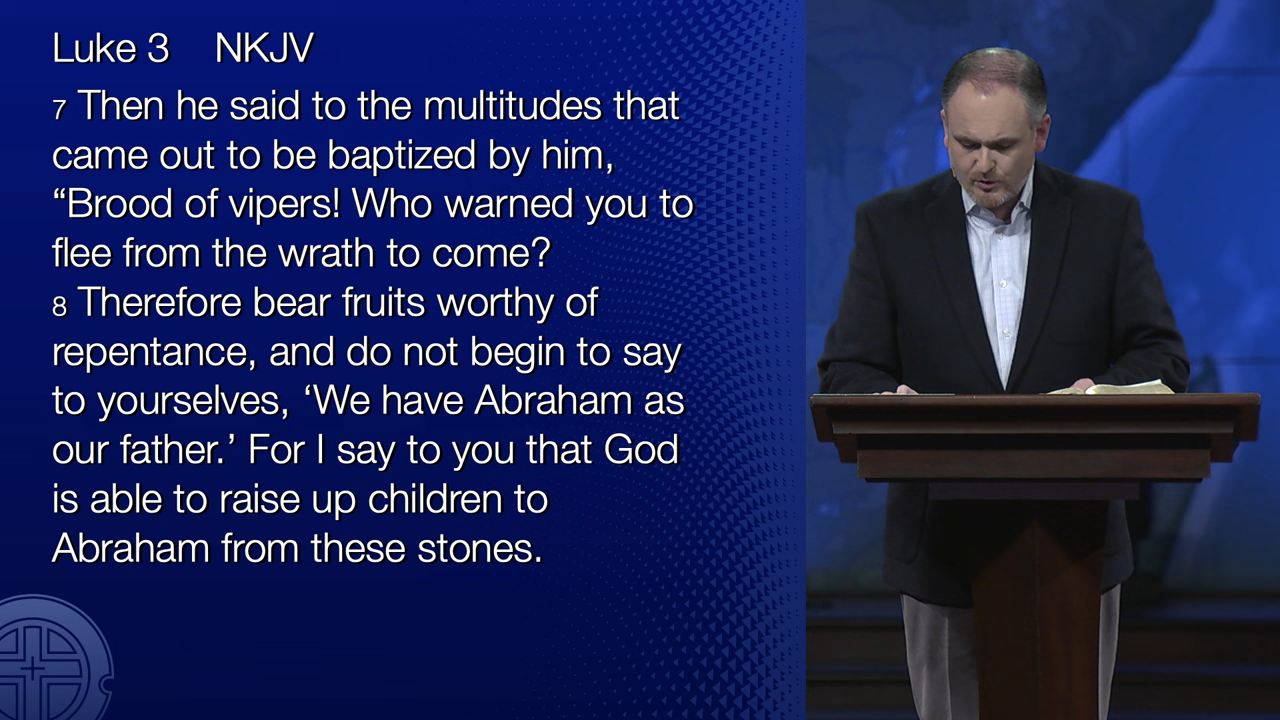 Luke 3 NKJV
7 Then he said to the multitudes that
came out to be baptized by him,
“Brood of vipers! Who warned you to
flee from the wrath to come?
8 Therefore bear fruits worthy of
repentance, and do not begin to say
to yourselves, ‘We have Abraham as
our father.’ For I say to you that God
is able to raise up children to
Abraham from these stones.